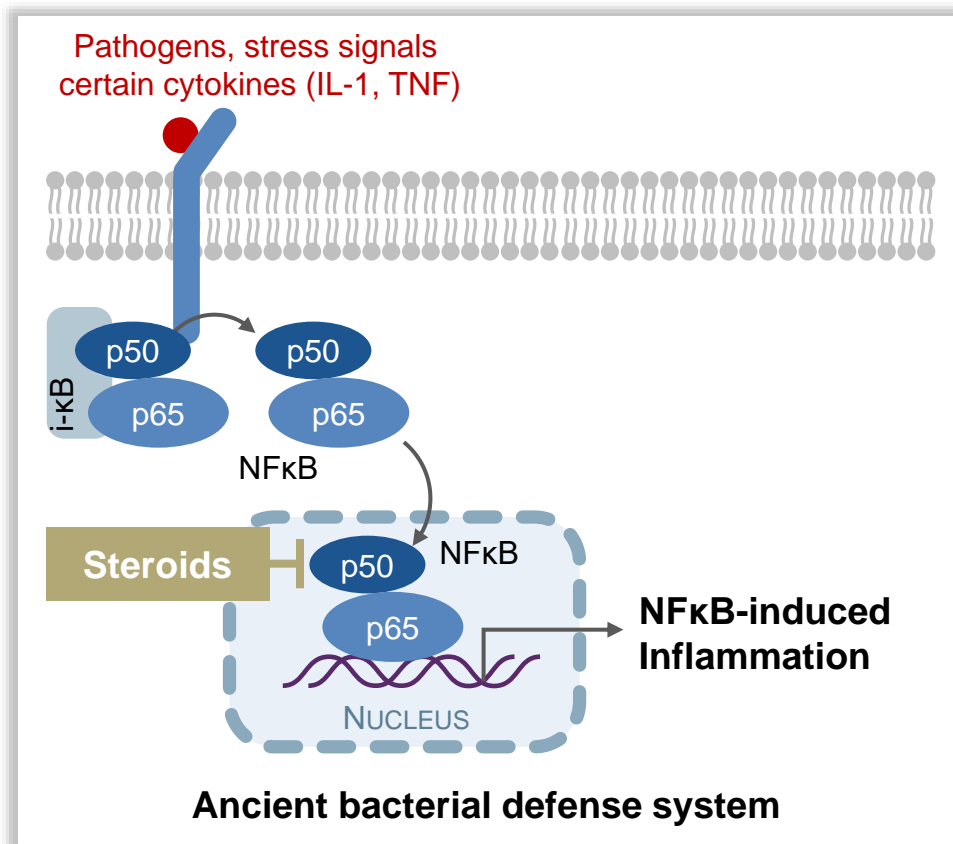 Pathogens, stress signals
certain cytokines (IL-1, TNF)
i-κB
p50
p65
p50
p65
NFκB
Steroids
p50
NFκB
p65
NUCLEUS
NFκB-induced
Inflammation
Ancient bacterial defense system